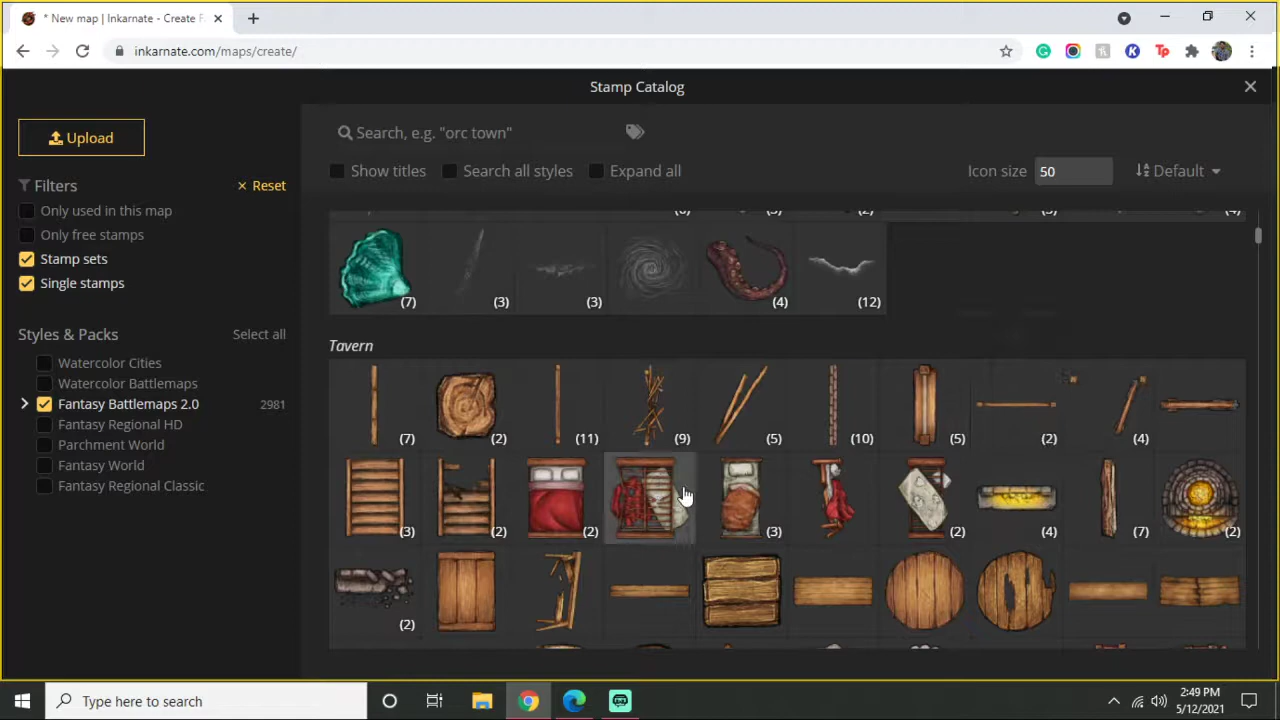 * New map | Inkarnate - Create F
inkarnate.com/maps/create/
Stamp Catalog
Upload
Search, e.g. "orc town"
Show titles
Search all styles
Expand all
Icon size
50
Default
Filters
Reset
Only used in this map
Only free stamps
Stamp sets
Single stamps
Styles & Packs
Select all
Watercolor Cities
Watercolor Battlemaps
Fantasy Battlemaps 2.0
2981
Fantasy Regional HD
Parchment World
Fantasy World
Fantasy Regional Classic
(7) (3) (3) (4) (12)
Tavern
(7) (2) (11) (9) (5) (10) (5) (2) (4)
(3) (2) (2) (3) (2) (4) (7) (2)
(2)
Type here to search
2:49 PM
5/12/2021